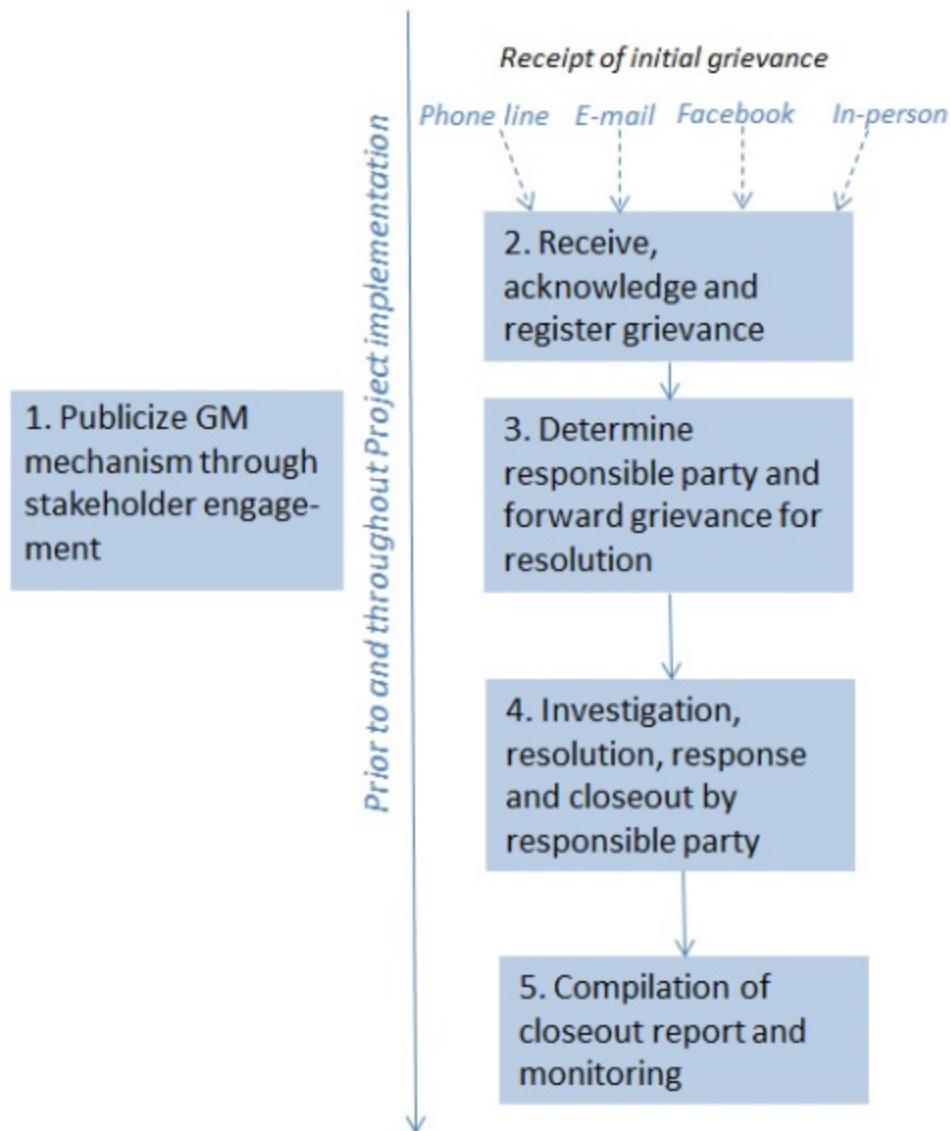 1. Publicize GM
mechanism through
stakeholder engage-
ment
Prior to and throughout Project implementation
Receipt of initial grievance
Phone line E-mail Facebook In-person
2. Receive,
acknowledge and
register grievance
3. Determine
responsible party and
forward grievance for
resolution
4. Investigation,
resolution, response
and closeout by
responsible party
5. Compilation of
closeout report and
monitoring